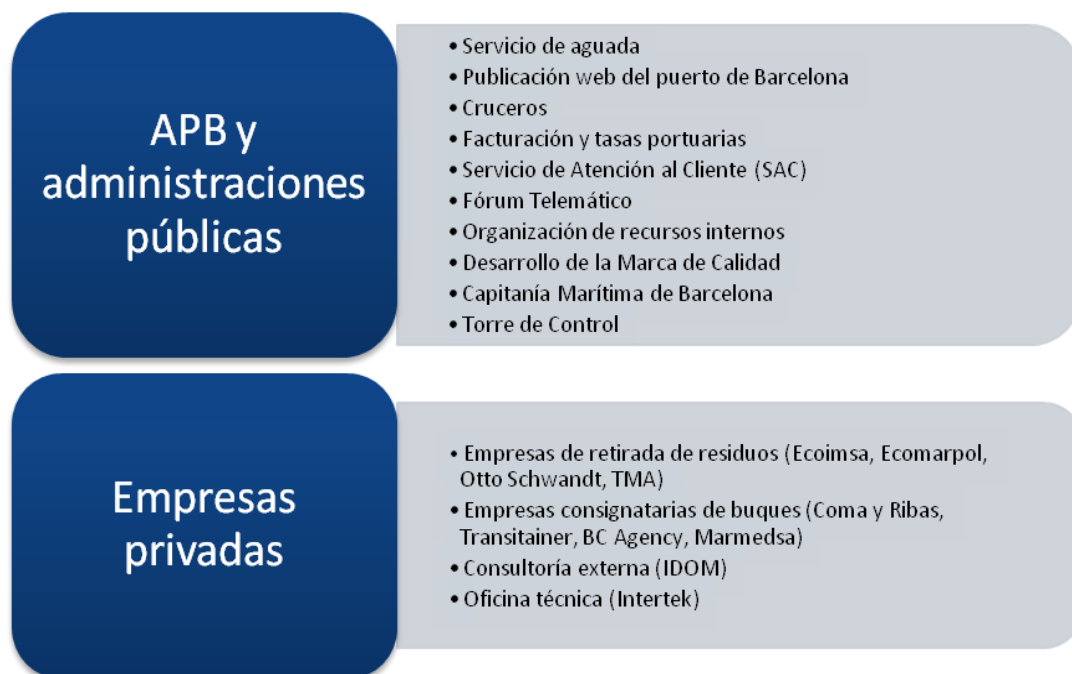 APB y
administraciones
públicas
• Servicio de aguada
• Publicación web del puerto de Barcelona
• Cruceros
• Facturación y tasas portuarias
• Servicio de Atención al Cliente (SAC)
• Fórum Telemático
• Organización de recursos internos
• Desarrollo de la Marca de Calidad
• Capitanía Marítima de Barcelona
• Torre de Control
Empresas
privadas
• Empresas de retirada de residuos (Ecoimsa, Ecomarpol,
Otto Schwandt, TMA)
• Empresas consignatarias de buques (Coma y Ribas,
Transitainer, BC Agency, Marmedsa)
• Consultoría externa (IDOM)
• Oficina técnica (Intertek)